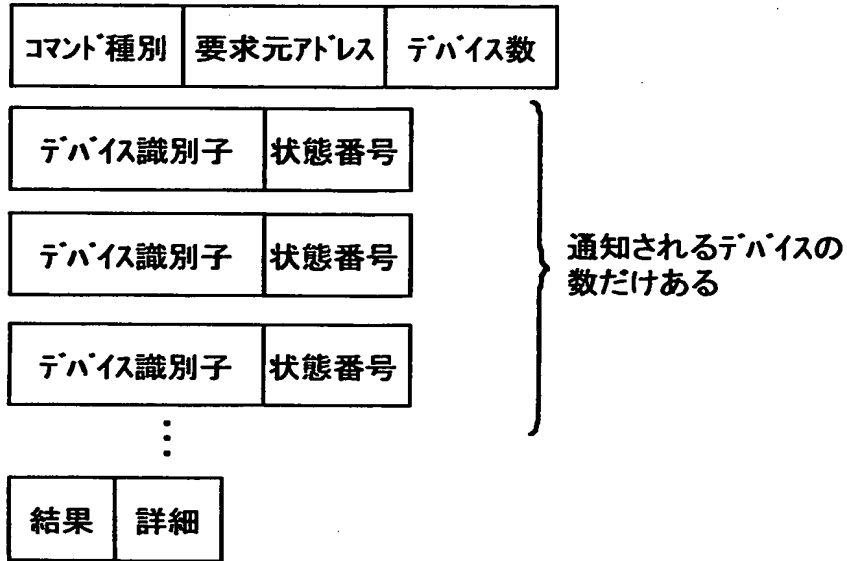 コマンド種別 要求元アドレス デバイス数
デバイス識別子 状態番号
デバイス識別子 状態番号
通知されるデバイスの
数だけある
デバイス識別子 状態番号
結果 詳細